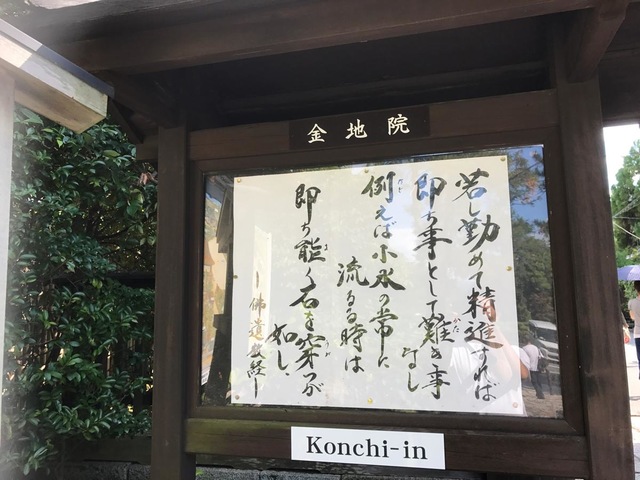 金地院
若し勤めて精進すれば
即ち事として難き事
なし
例えば小水の常に
流るる時は
即ち能く石を穿つが
如し
ー佛遺教経ー
Konchi-in